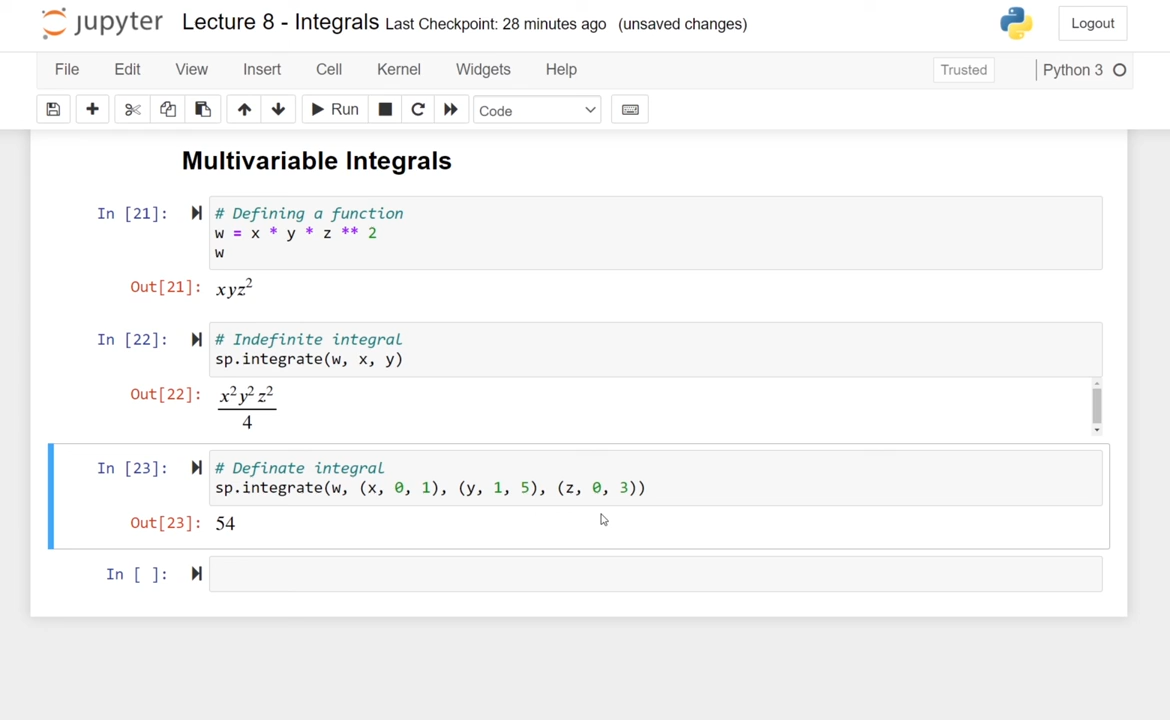 jupyter Lecture 8 - Integrals Last Checkpoint: 28 minutes ago (unsaved changes) Logout
File Edit View Insert Cell Kernel Widgets Help Trusted Python 3
Run Code
Multivariable Integrals
In [21]: # Defining a function
w = x * y * z ** 2
w
Out[21]: xyz²
In [22]: # Indefinite integral
sp.integrate(w, x, y)
Out[22]: x²y²z²
4
In [23]: # Definate integral
sp.integrate(w, (x, 0, 1), (y, 1, 5), (z, 0, 3))
Out[23]: 54
In [ ]: